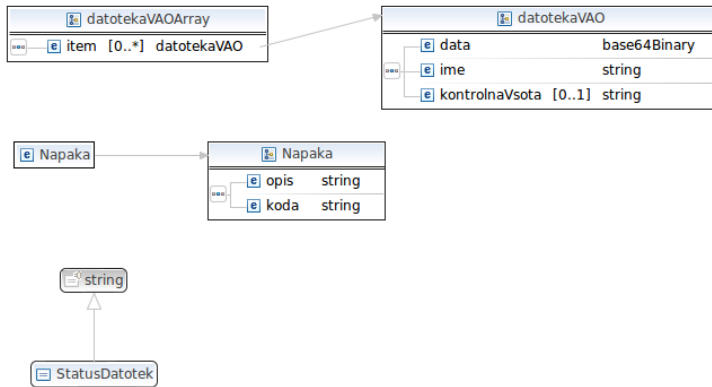 datotekaVAOArray
item [0..*] datotekaVAO
datotekaVAO
data base64Binary
ime string
kontrolnaVsota [0..1] string
Napaka
Napaka
opis string
koda string
string
StatusDatotek